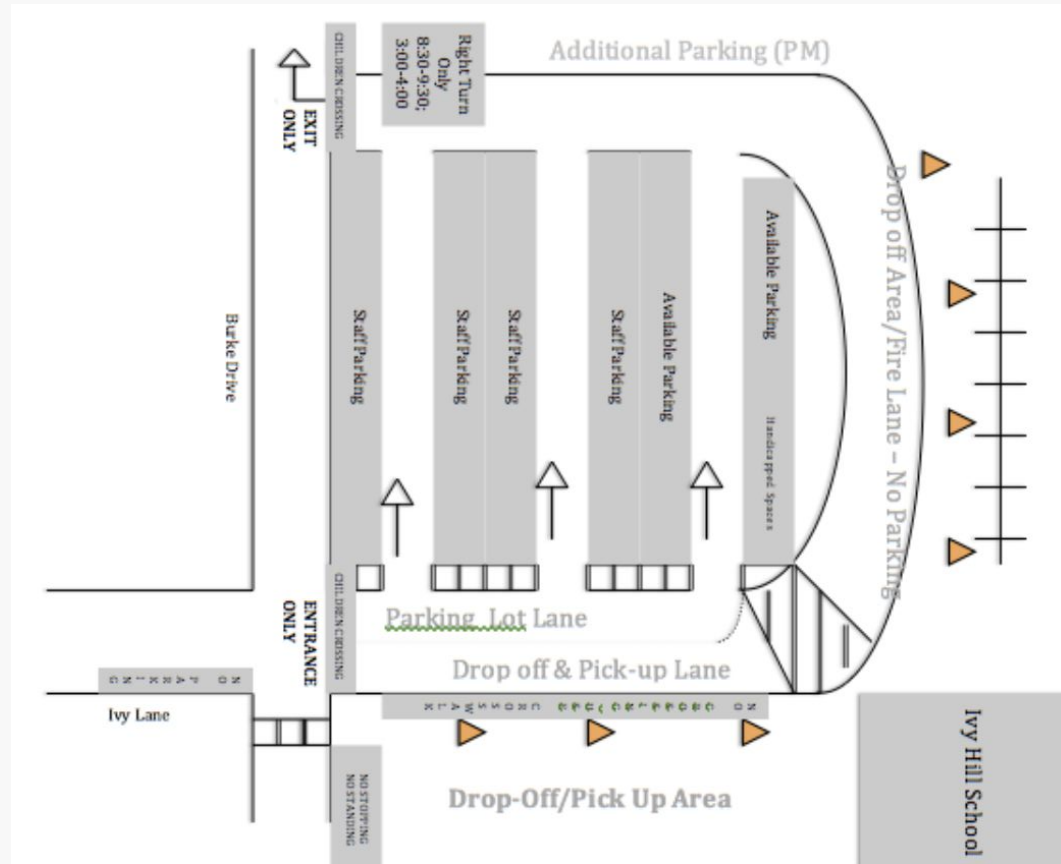 Additional Parking (PM)
CHILDREN CROSSING
Right Turn
Only
8:30-9:30;
3:00-4:00
EXIT
ONLY
Drop off Area/Fire Lane – No Parking
Available Parking
Handicapped Spaces
Available Parking
Staff Parking
Staff Parking
Staff Parking
Staff Parking
Burke Drive
CHILDREN CROSSING
ENTRANCE
ONLY
Parking Lot Lane
Drop off & Pick-up Lane
NO PARKING
NO
CROSSWALK
Ivy Lane
NO STOPPING
NO STANDING
Drop-Off/Pick Up Area
Ivy Hill School